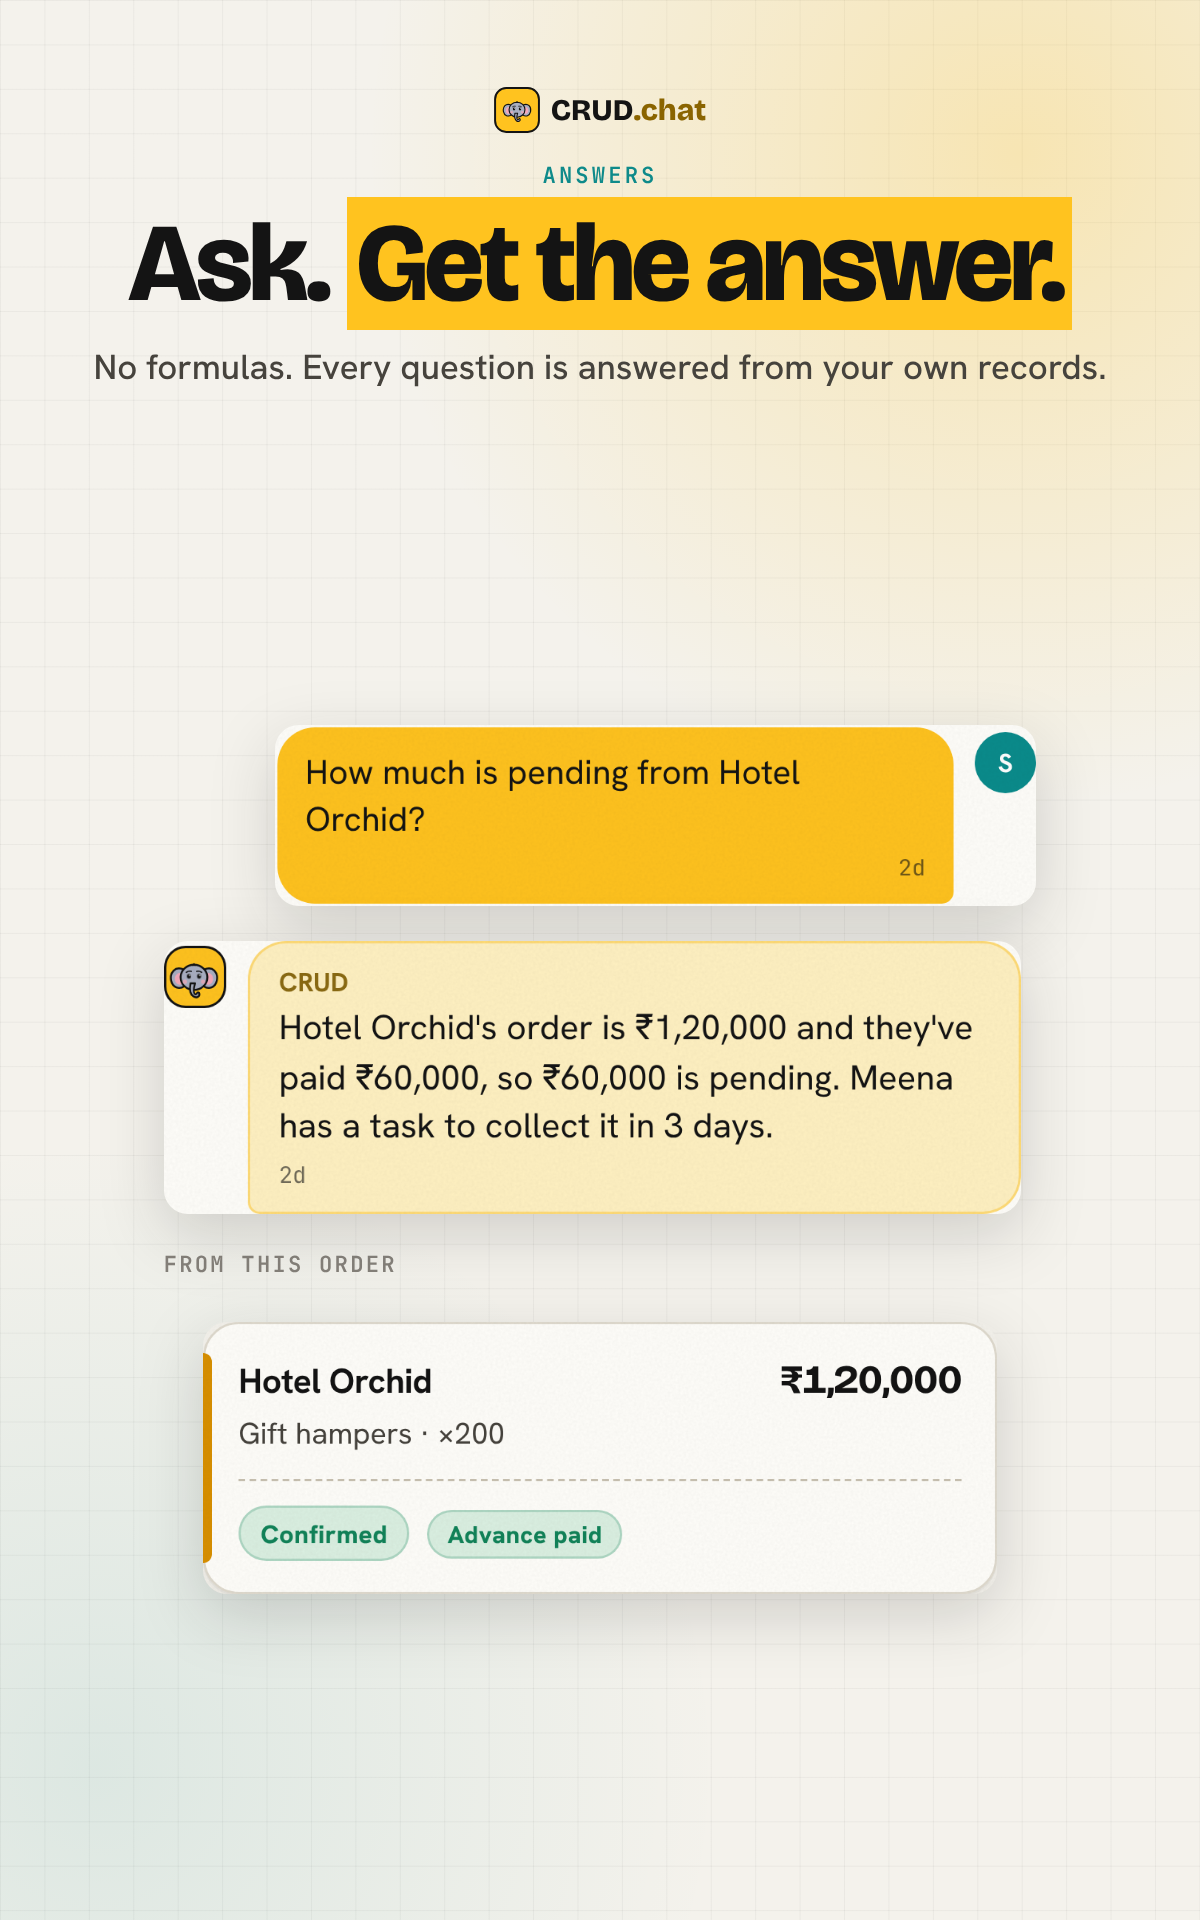 CRUD.chat
ANSWERS
Ask. Get the answer.
No formulas. Every question is answered from your own records.
How much is pending from Hotel
Orchid?
2d
S
CRUD
Hotel Orchid's order is ₹1,20,000 and they've
paid ₹60,000, so ₹60,000 is pending. Meena
has a task to collect it in 3 days.
2d
FROM THIS ORDER
Hotel Orchid ₹1,20,000
Gift hampers · ×200
Confirmed Advance paid